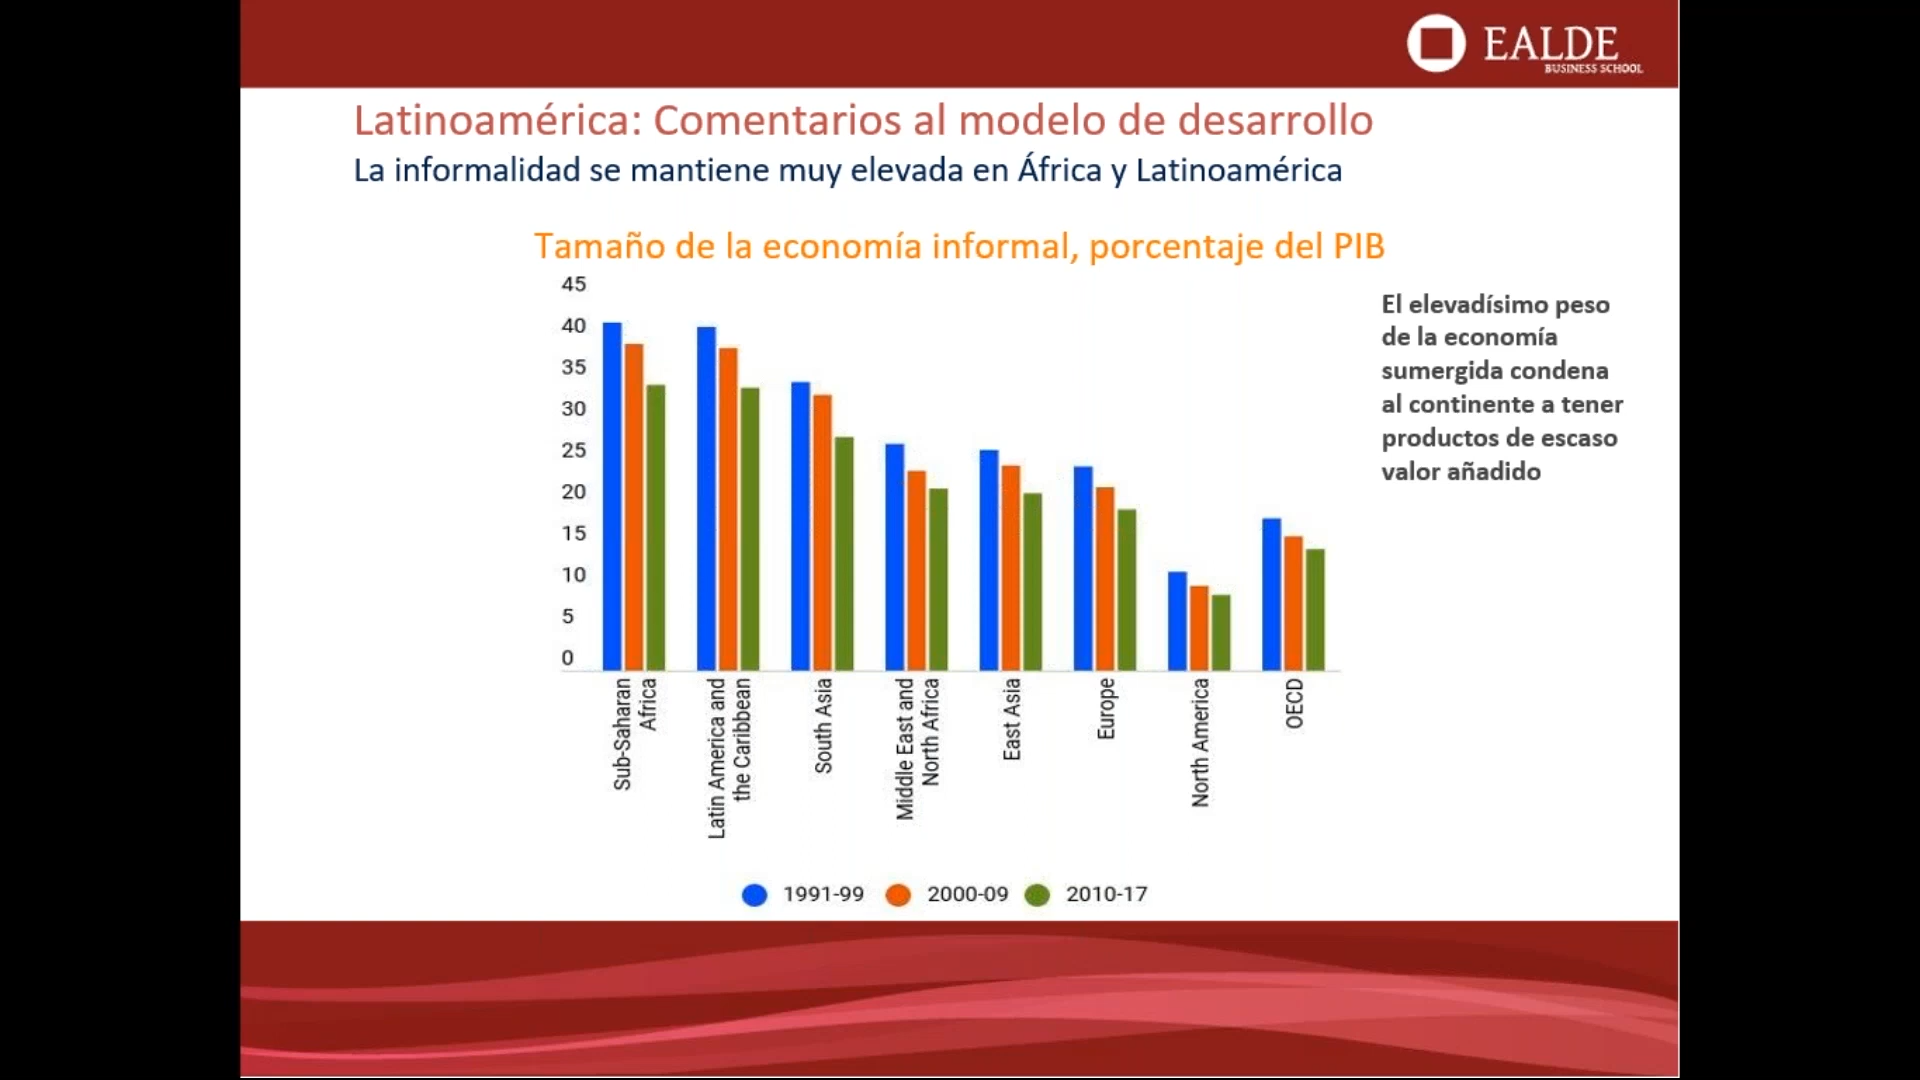 EALDE
BUSINESS SCHOOL
Latinoamérica: Comentarios al modelo de desarrollo
La informalidad se mantiene muy elevada en África y Latinoamérica
Tamaño de la economía informal, porcentaje del PIB
45
40
35
30
25
20
15
10
5
0
Sub-Saharan
Africa
Latin America and
the Caribbean
South Asia
Middle East and
North Africa
East Asia
Europe
North America
OECD
1991-99
2000-09
2010-17
El elevadísimo peso
de la economía
sumergida condena
al continente a tener
productos de escaso
valor añadido